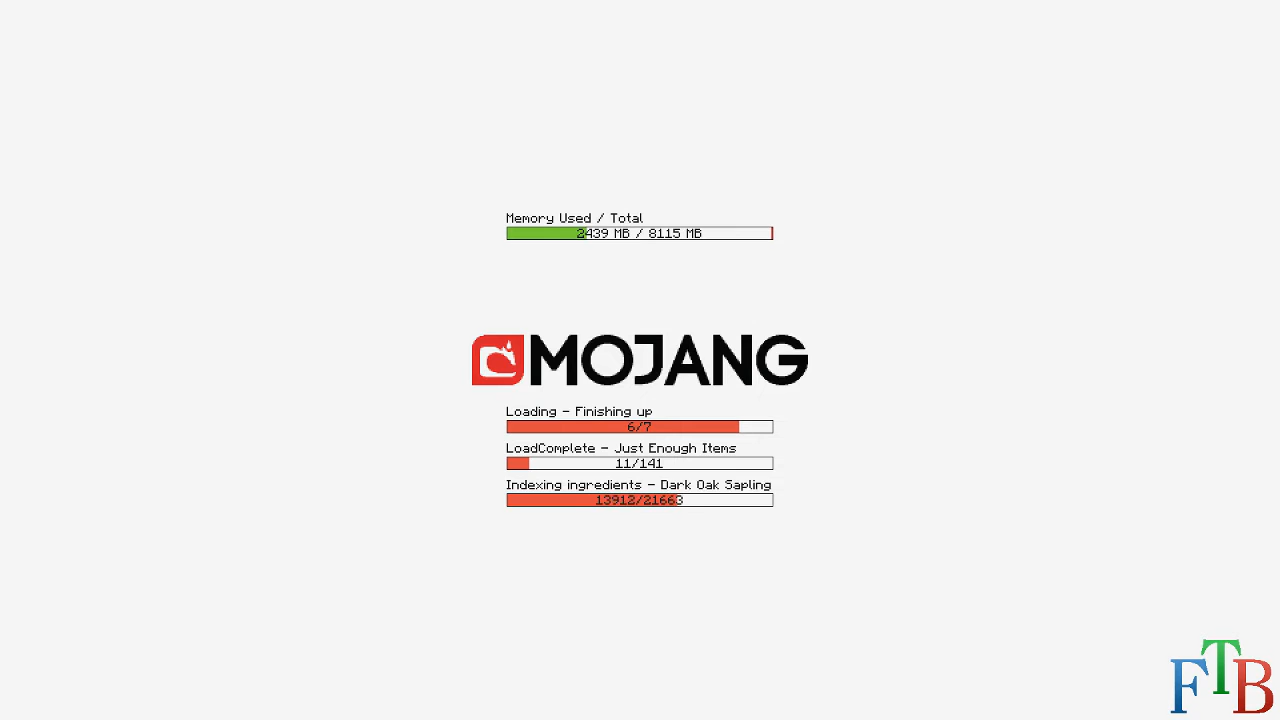 Memory Used / Total
2439 MB / 8115 MB
MOJANG
Loading - Finishing up
6/7
LoadComplete - Just Enough Items
11/141
Indexing ingredients - Dark Oak Sapling
13912/21663
FTB